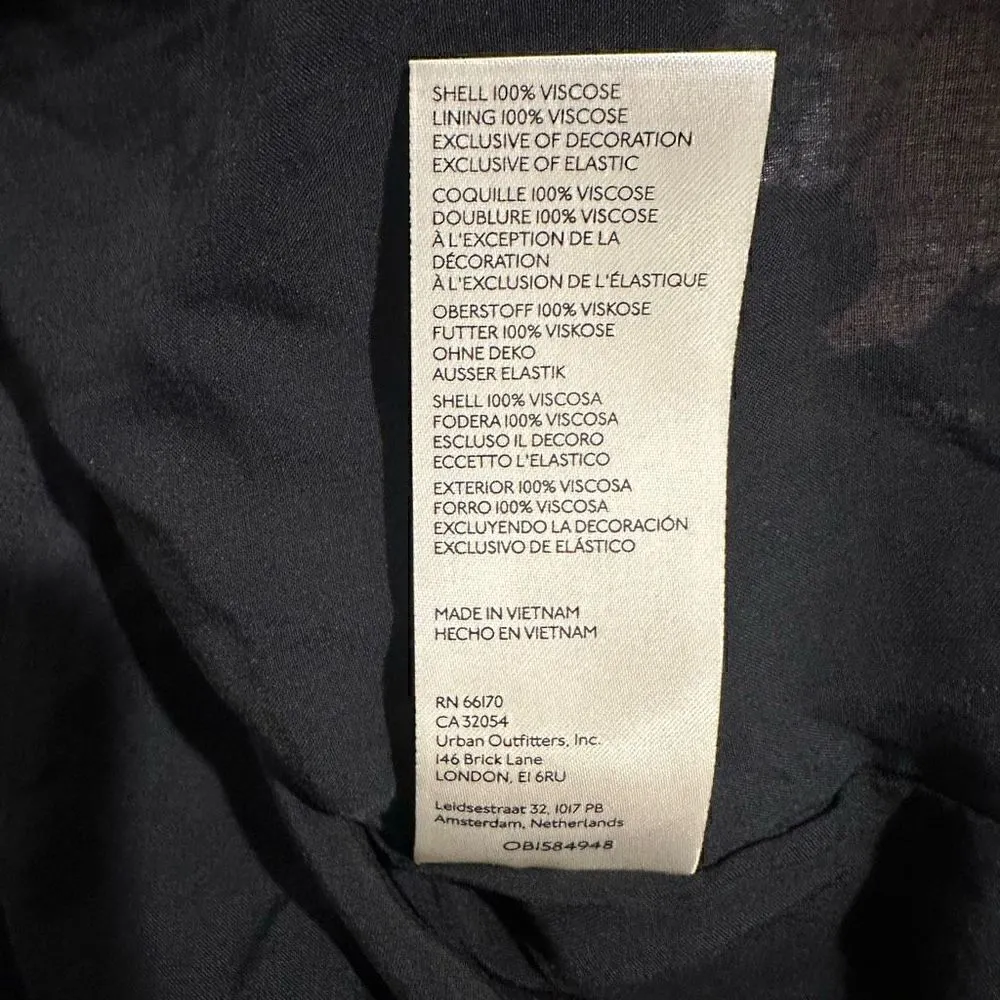 SHELL 100% VISCOSE
LINING 100% VISCOSE
EXCLUSIVE OF DECORATION
EXCLUSIVE OF ELASTIC
COQUILLE 100% VISCOSE
DOUBLURE 100% VISCOSE
À L'EXCEPTION DE LA
DÉCORATION
À L'EXCLUSION DE L'ÉLASTIQUE
OBERSTOFF 100% VISKOSE
FUTTER 100% VISKOSE
OHNE DEKO
AUSSER ELASTIK
SHELL 100% VISCOSA
FODERA 100% VISCOSA
ESCLUSO IL DECORO
ECCETTO L'ELASTICO
EXTERIOR 100% VISCOSA
FORRO 100% VISCOSA
EXCLUYENDO LA DECORACIÓN
EXCLUSIVO DE ELÁSTICO
MADE IN VIETNAM
HECHO EN VIETNAM
RN 66170
CA 32054
Urban Outfitters, Inc.
146 Brick Lane
LONDON, E1 6RU
Leidsestraat 32, 1017 PB
Amsterdam, Netherlands
OB1584948